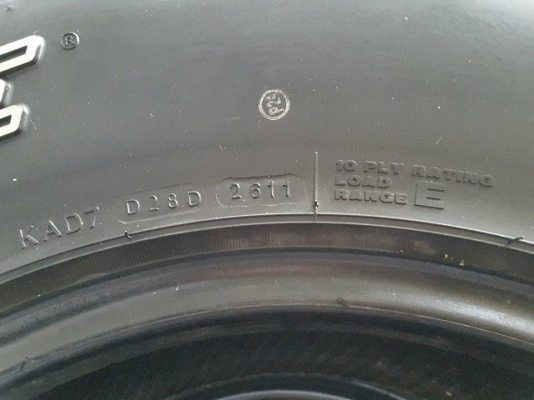 ®
KAD7 D28D 2611
10 PLY RATING
LOAD
RANGE E